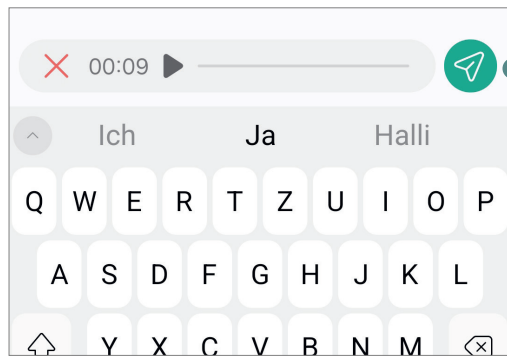 00:09
Ich Ja Halli
Q W E R T Z U I O P
A S D F G H J K L
Y X C V B N M